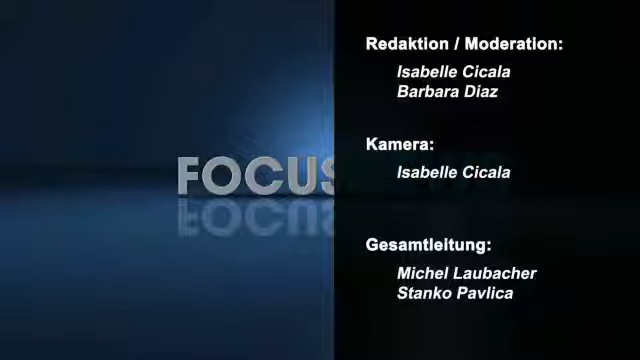 FOCUS
Redaktion / Moderation:
Isabelle Cicala
Barbara Diaz
Kamera:
Isabelle Cicala
Gesamtleitung:
Michel Laubacher
Stanko Pavlica